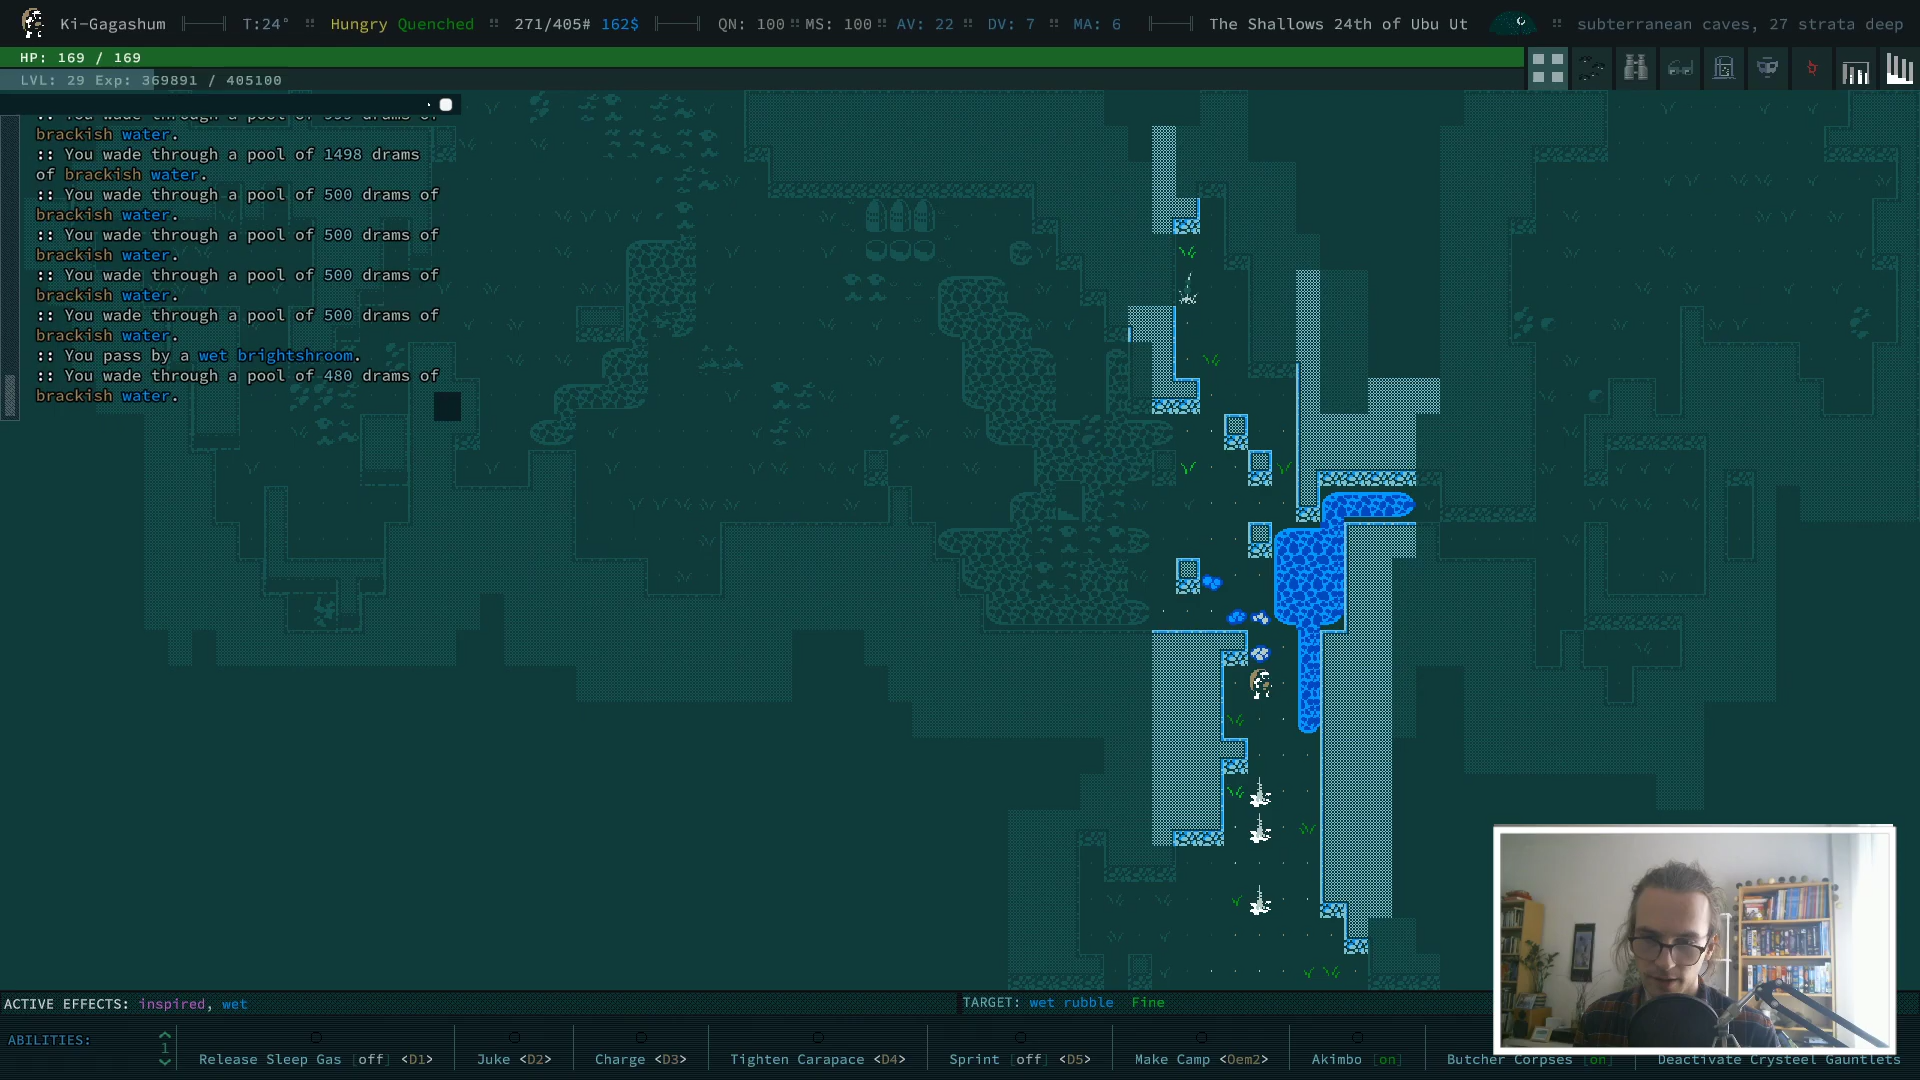 Ki-Gagashum T:24° Hungry Quenched 271/405# 162$ QN: 100 MS: 100 AV: 22 DV: 7 MA: 6 The Shallows 24th of Ubu Ut subterranean caves, 27 strata deep
HP: 169 / 169
LVL: 29 Exp: 369891 / 405100
brackish water.
:: You wade through a pool of 1498 drams
of brackish water.
:: You wade through a pool of 500 drams of
brackish water.
:: You wade through a pool of 500 drams of
brackish water.
:: You wade through a pool of 500 drams of
brackish water.
:: You wade through a pool of 500 drams of
brackish water.
:: You pass by a wet brightshroom.
:: You wade through a pool of 480 drams of
brackish water.
ACTIVE EFFECTS: inspired, wet
TARGET: wet rubble Fine
ABILITIES: 1 Release Sleep Gas [off] <D1> Juke <D2> Charge <D3> Tighten Carapace <D4> Sprint [off] <D5> Make Camp <Oem2> Akimbo [on] Butcher Corpses [on] Deactivate Crysteel Gauntlets